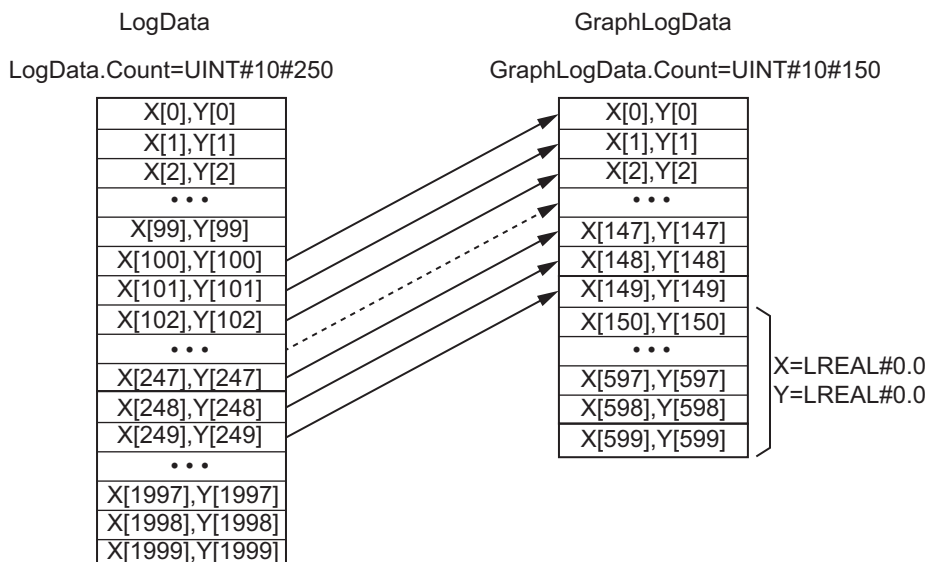 LogData
LogData.Count=UINT#10#250
X[0],Y[0]
X[1],Y[1]
X[2],Y[2]
•••
X[99],Y[99]
X[100],Y[100]
X[101],Y[101]
X[102],Y[102]
•••
X[247],Y[247]
X[248],Y[248]
X[249],Y[249]
•••
X[1997],Y[1997]
X[1998],Y[1998]
X[1999],Y[1999]
GraphLogData
GraphLogData.Count=UINT#10#150
X[0],Y[0]
X[1],Y[1]
X[2],Y[2]
•••
X[147],Y[147]
X[148],Y[148]
X[149],Y[149]
X[150],Y[150]
•••
X[597],Y[597]
X[598],Y[598]
X[599],Y[599]
X=LREAL#0.0
Y=LREAL#0.0